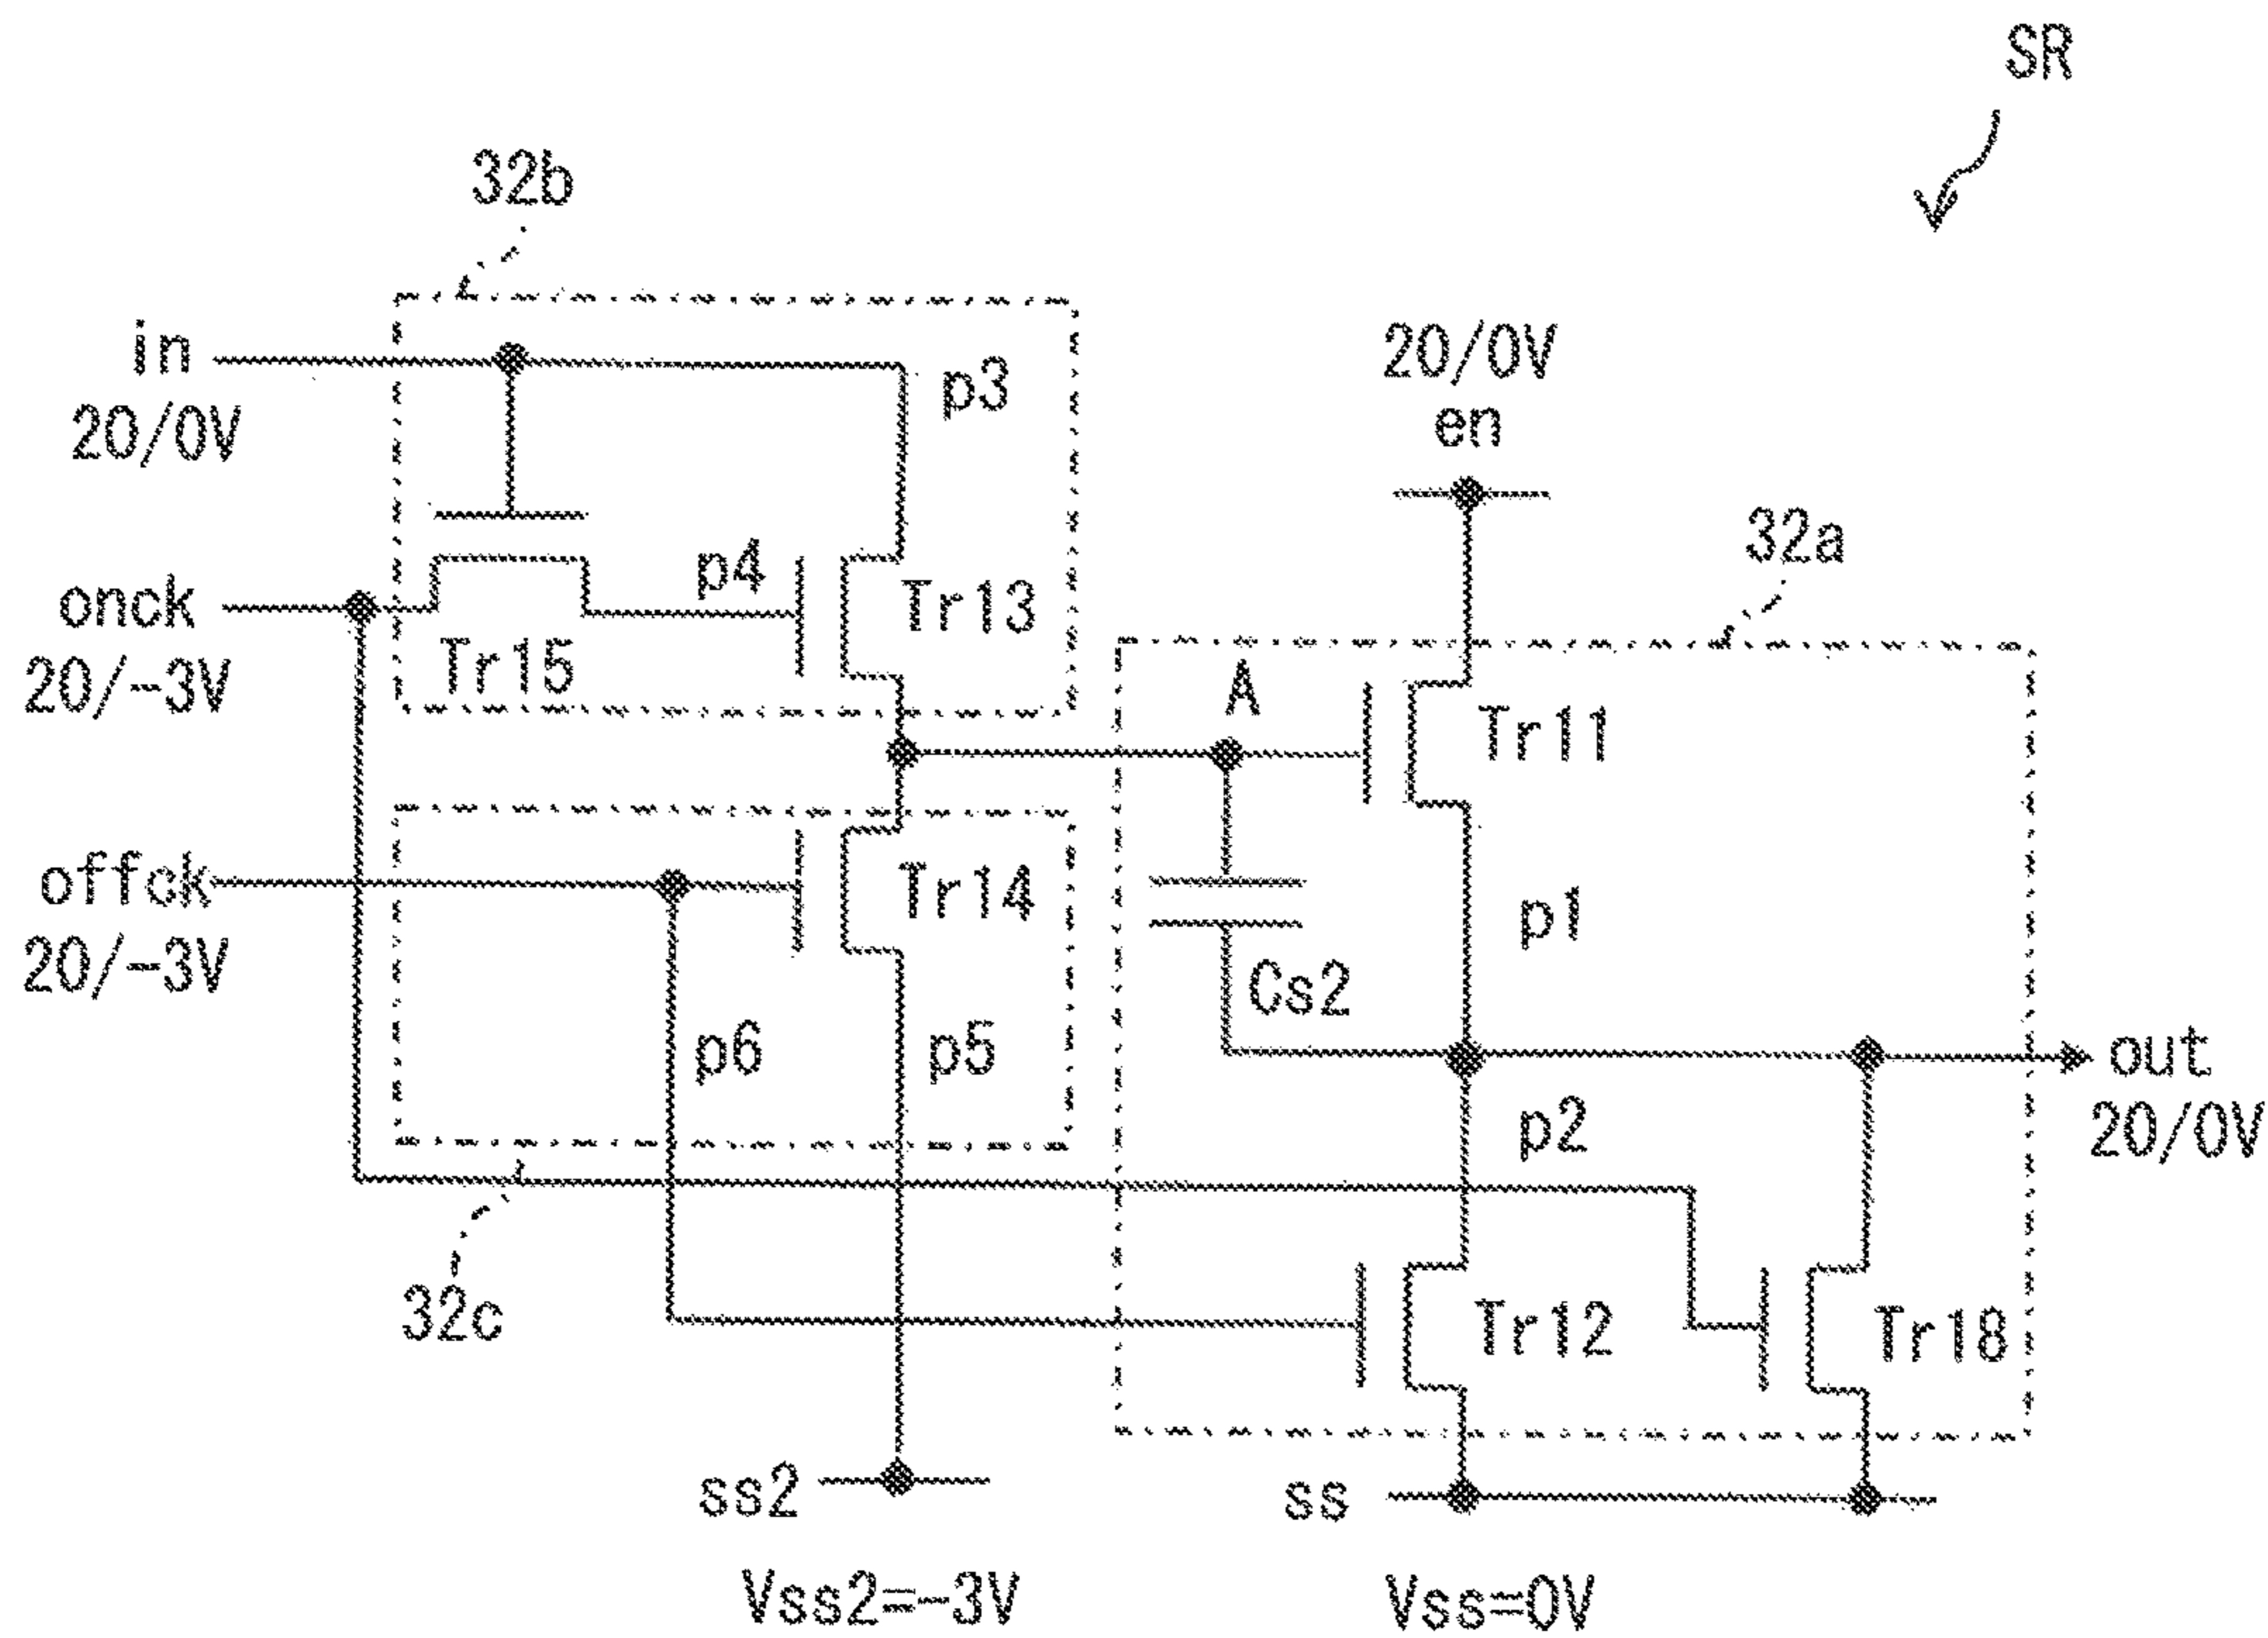 SR
32b
in
20/0V
p3
20/0V
en
32a
onck
20/-3V
p4
Tr13
Tr15
A
Tr11
offck
20/-3V
Tr14
p1
Cs2
p6
p5
out
20/0V
p2
32c
Tr12
Tr18
ss2
ss
Vss2=-3V
Vss=0V